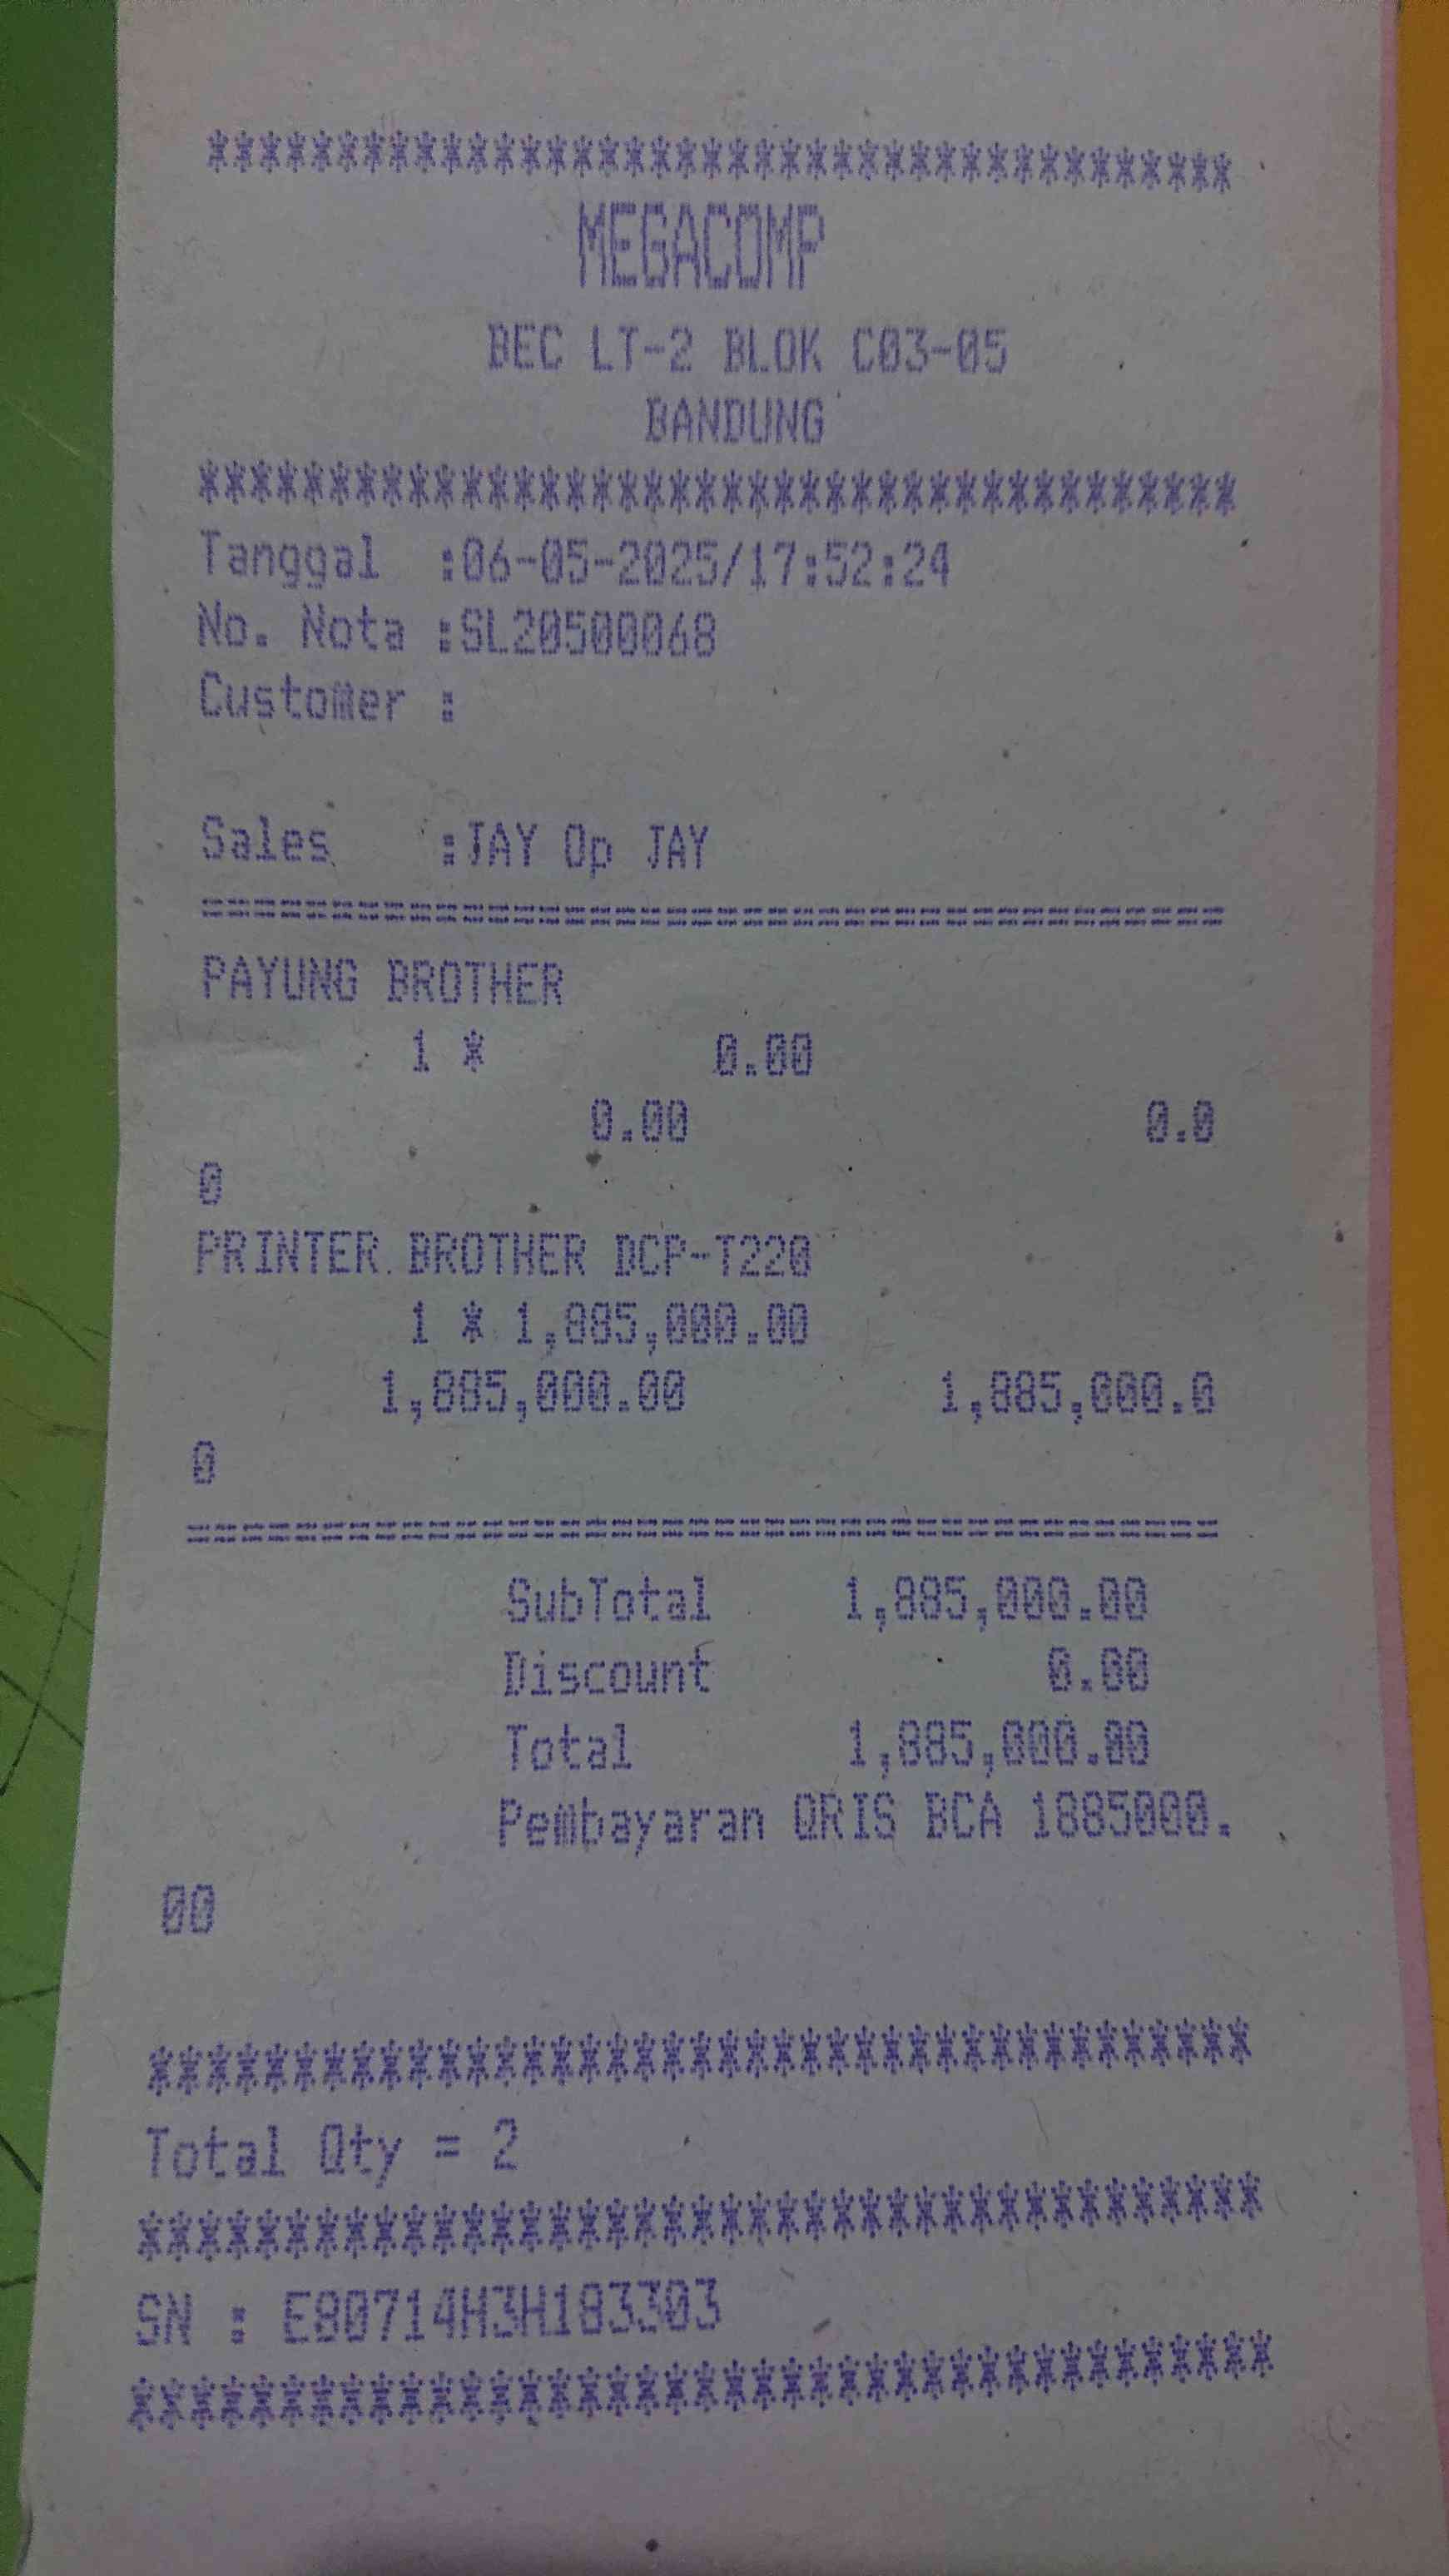 ***************************************
MEGACOMP
BEC LT-2 BLOK C03-05
BANDUNG
***************************************
Tanggal :06-05-2025/17:52:24
No. Nota :SL20500068
Customer :
Sales :JAY Op JAY
=======================================
PAYUNG BROTHER
1 * 0.00
0.00 0.0
0
PRINTER BROTHER DCP-T220
1 * 1,885,000.00
1,885,000.00 1,885,000.0
0
=======================================
SubTotal 1,885,000.00
Discount 0.00
Total 1,885,000.00
Pembayaran QRIS BCA 1885000.
00
***************************************
Total Qty = 2
***************************************
SN : E80714H3H183303
***************************************